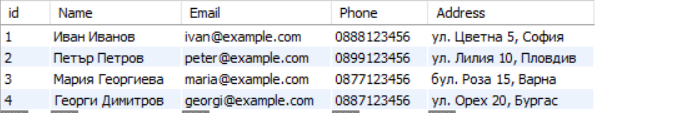 id Name Email Phone Address
1 Иван Иванов ivan@example.com 0888123456 ул. Цветна 5, София
2 Петър Петров peter@example.com 0899123456 ул. Лилия 10, Пловдив
3 Мария Георгиева maria@example.com 0877123456 бул. Роза 15, Варна
4 Георги Димитров georgi@example.com 0887123456 ул. Орех 20, Бургас